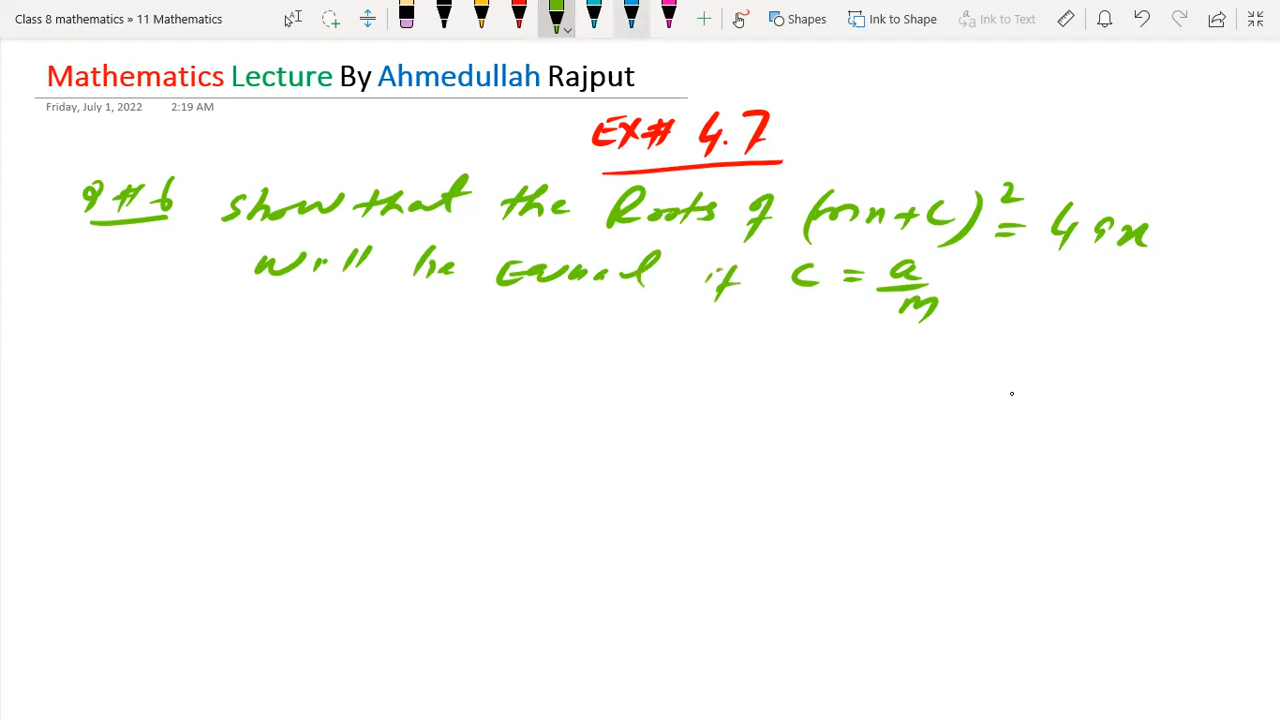 Class 8 mathematics » 11 Mathematics
Shapes Ink to Shape Ink to Text
Mathematics Lecture By Ahmedullah Rajput
Friday, July 1, 2022 2:19 AM
EX# 4.7
Q # 6 show that the Roots of (mx+c)² = 4ax
will be Equal if c = a/m